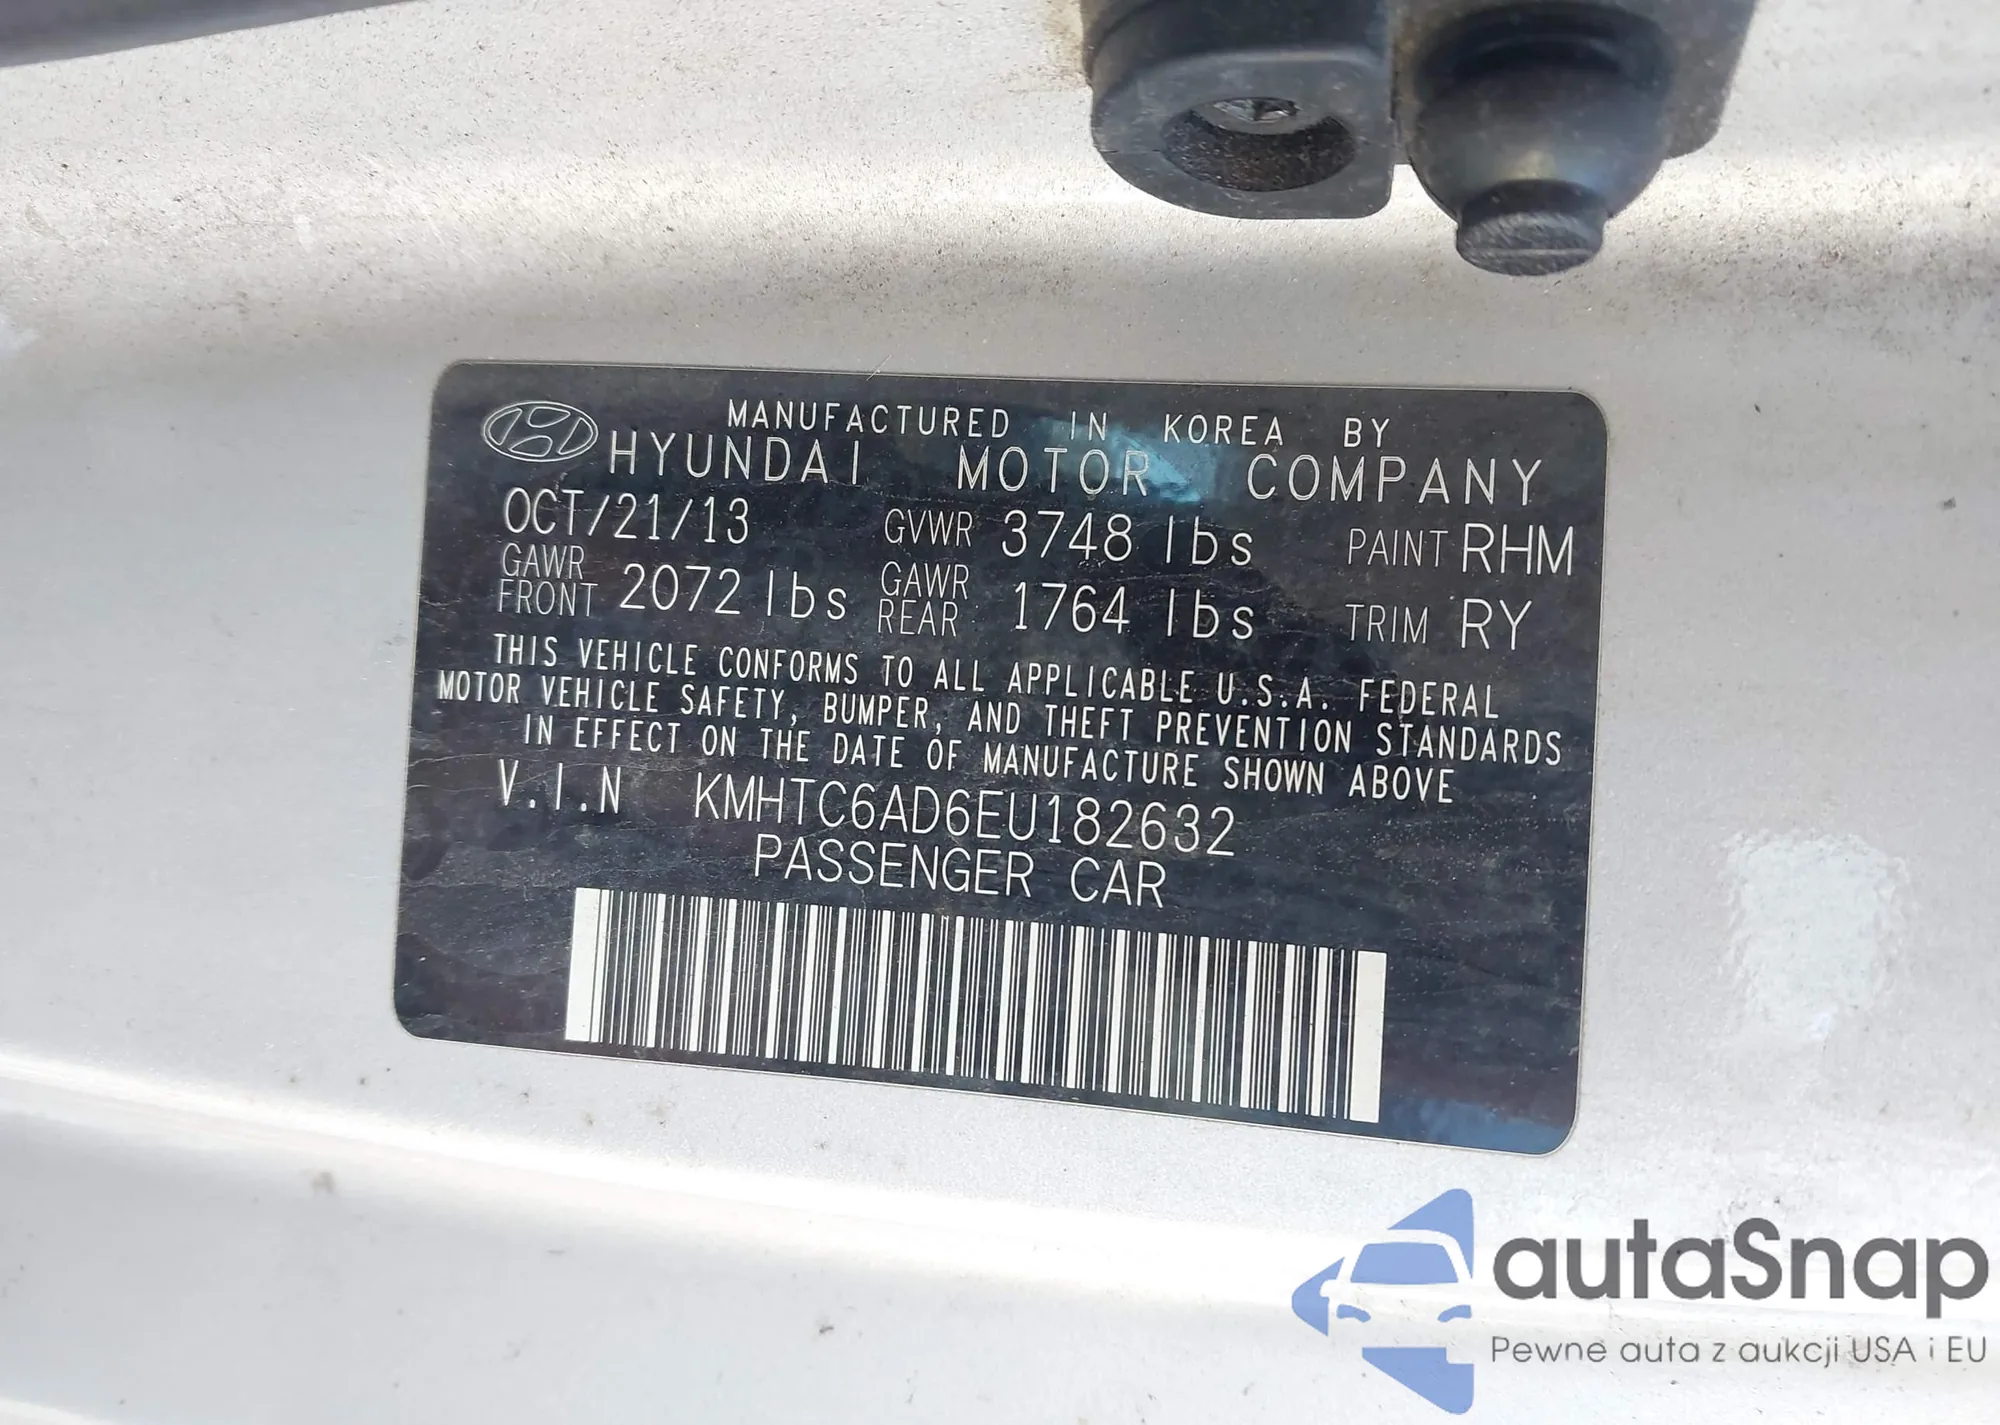 MANUFACTURED IN KOREA BY
HYUNDAI MOTOR COMPANY
OCT/21/13 GVWR 3748 lbs PAINT RHM
GAWR FRONT 2072 lbs GAWR REAR 1764 lbs TRIM RY
THIS VEHICLE CONFORMS TO ALL APPLICABLE U.S.A. FEDERAL
MOTOR VEHICLE SAFETY, BUMPER, AND THEFT PREVENTION STANDARDS
IN EFFECT ON THE DATE OF MANUFACTURE SHOWN ABOVE
V.I.N KMHTC6AD6EU182632
PASSENGER CAR
autaSnap
Pewne auta z aukcji USA i EU